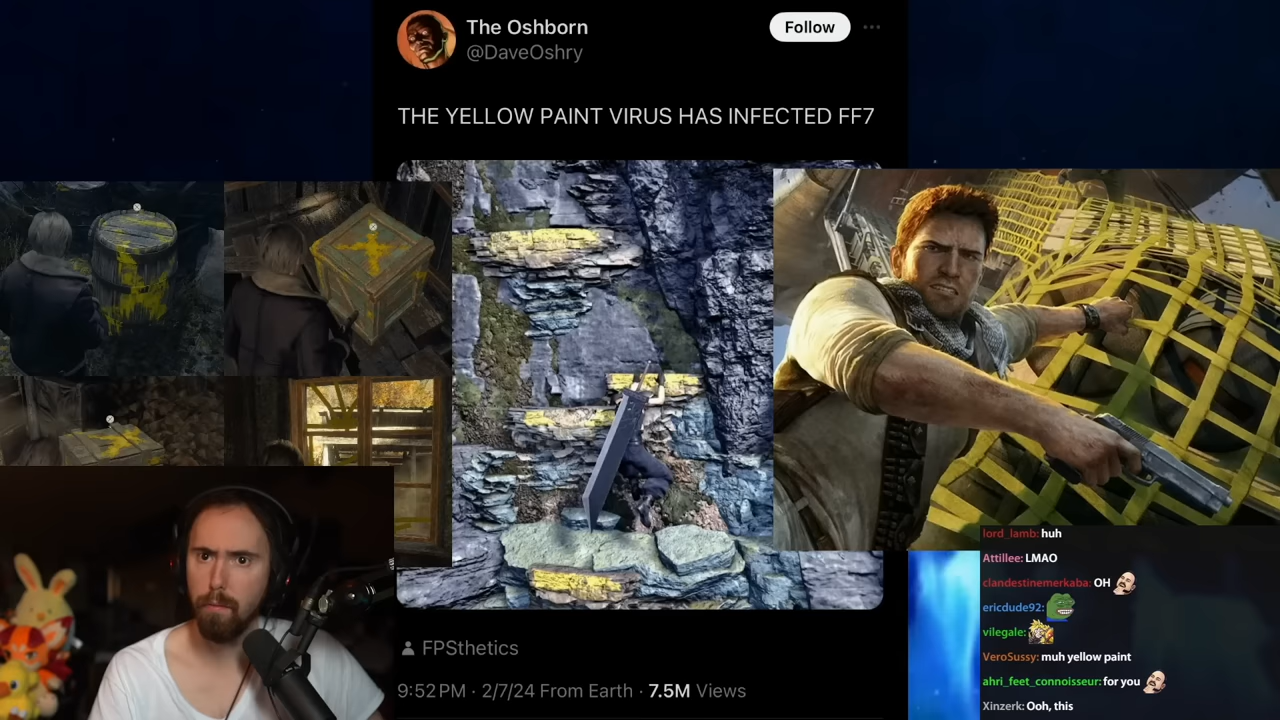 The Oshborn
@DaveOshry
Follow
THE YELLOW PAINT VIRUS HAS INFECTED FF7
FPSthetics
9:52 PM · 2/7/24 From Earth · 7.5M Views
lord_lamb: huh
Attillee: LMAO
clandestinemerkaba: OH
ericdude92:
vilegale:
VeroSussy: muh yellow paint
ahri_feet_connoisseur: for you
Xinzerk: Ooh, this